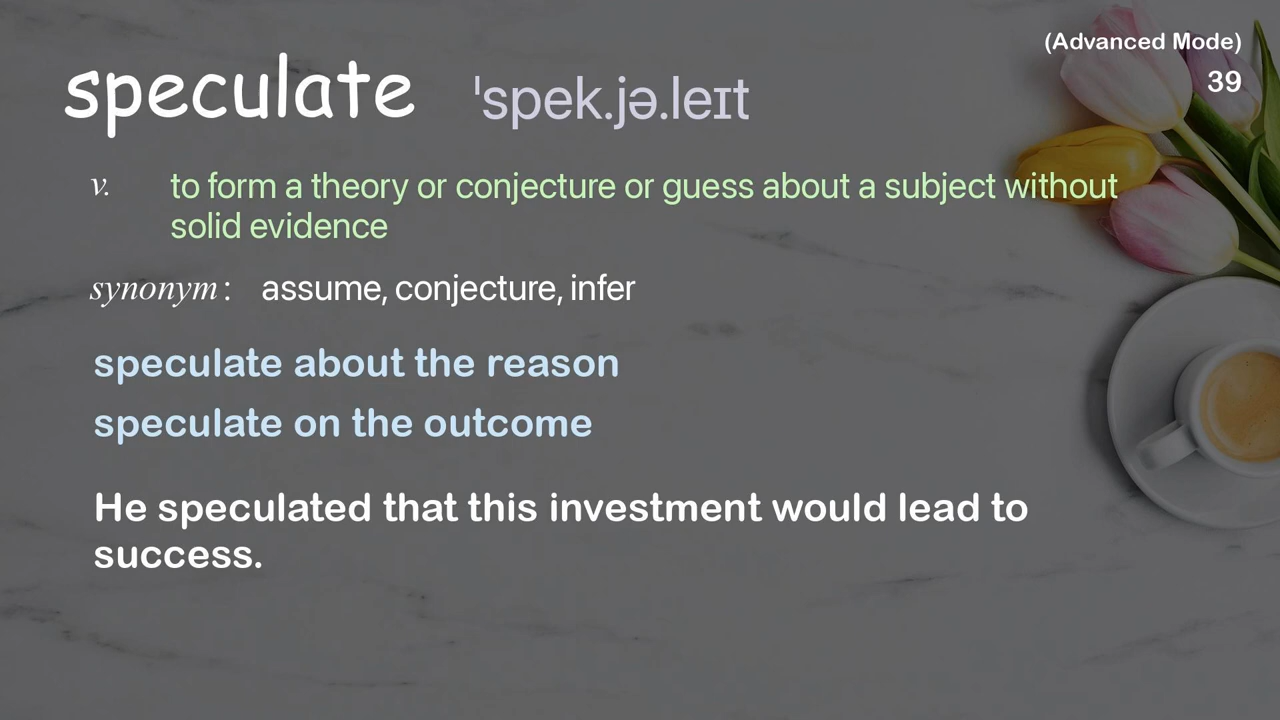 (Advanced Mode)
39
speculate ˈspek.jə.leɪt
v. to form a theory or conjecture or guess about a subject without
solid evidence
synonym : assume, conjecture, infer
speculate about the reason
speculate on the outcome
He speculated that this investment would lead to
success.